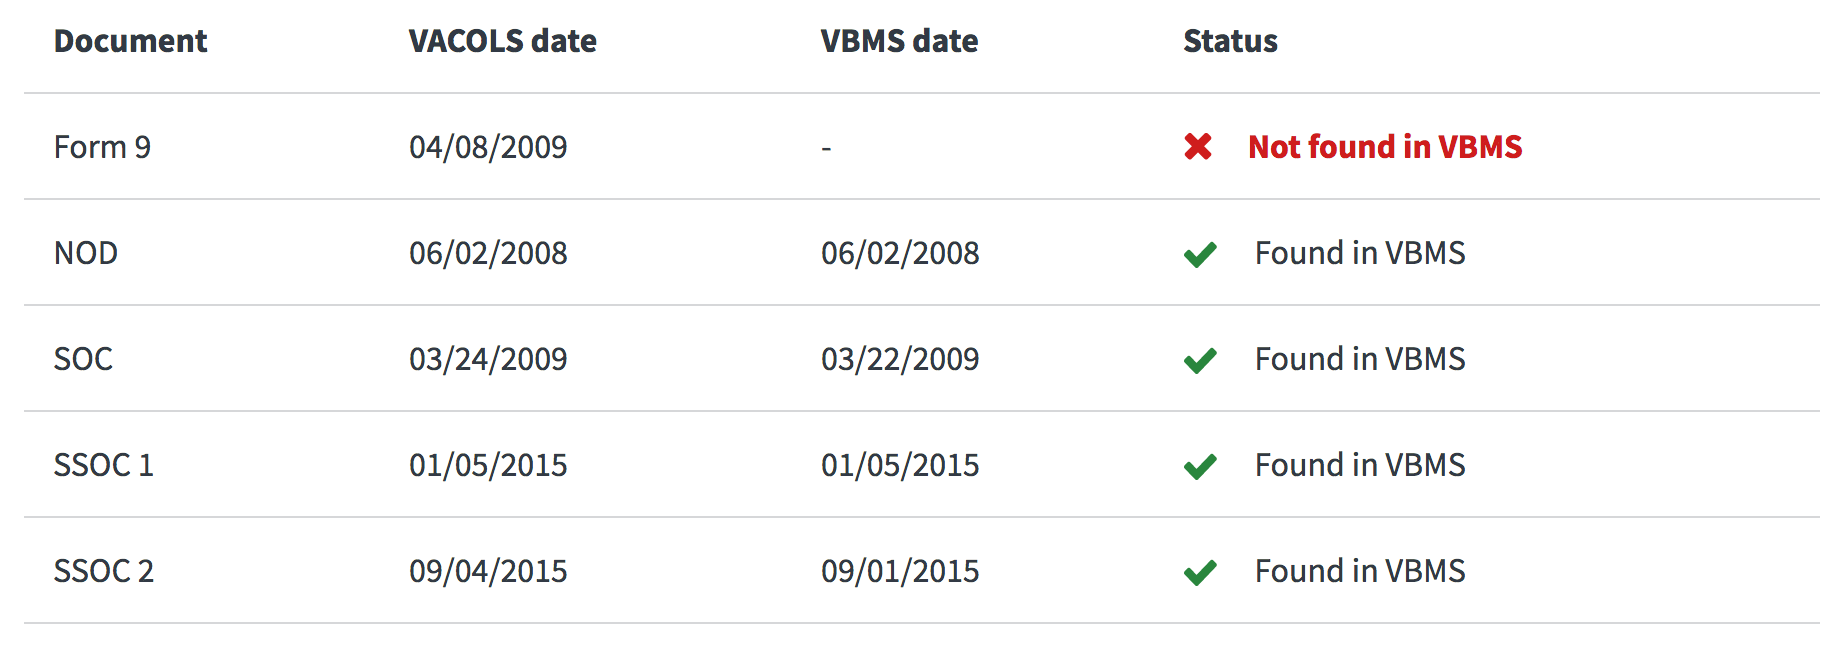 Document VACOLS date VBMS date Status
Form 9 04/08/2009 - Not found in VBMS
NOD 06/02/2008 06/02/2008 Found in VBMS
SOC 03/24/2009 03/22/2009 Found in VBMS
SSOC 1 01/05/2015 01/05/2015 Found in VBMS
SSOC 2 09/04/2015 09/01/2015 Found in VBMS